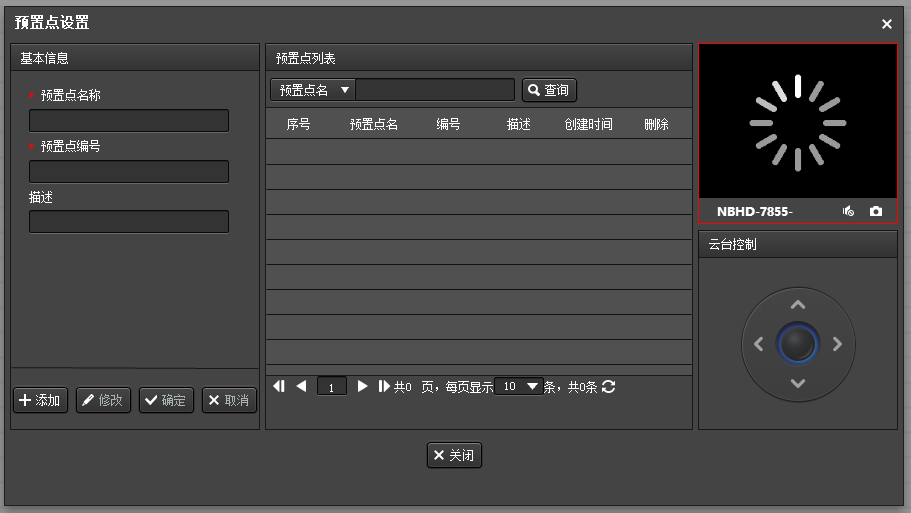 预置点设置
基本信息
* 预置点名称
* 预置点编号
描述
添加 修改 确定 取消
预置点列表
预置点名 查询
序号 预置点名 编号 描述 创建时间 删除
1 共0 页，每页显示 10 条，共0条
NBHD-7855-
云台控制
关闭